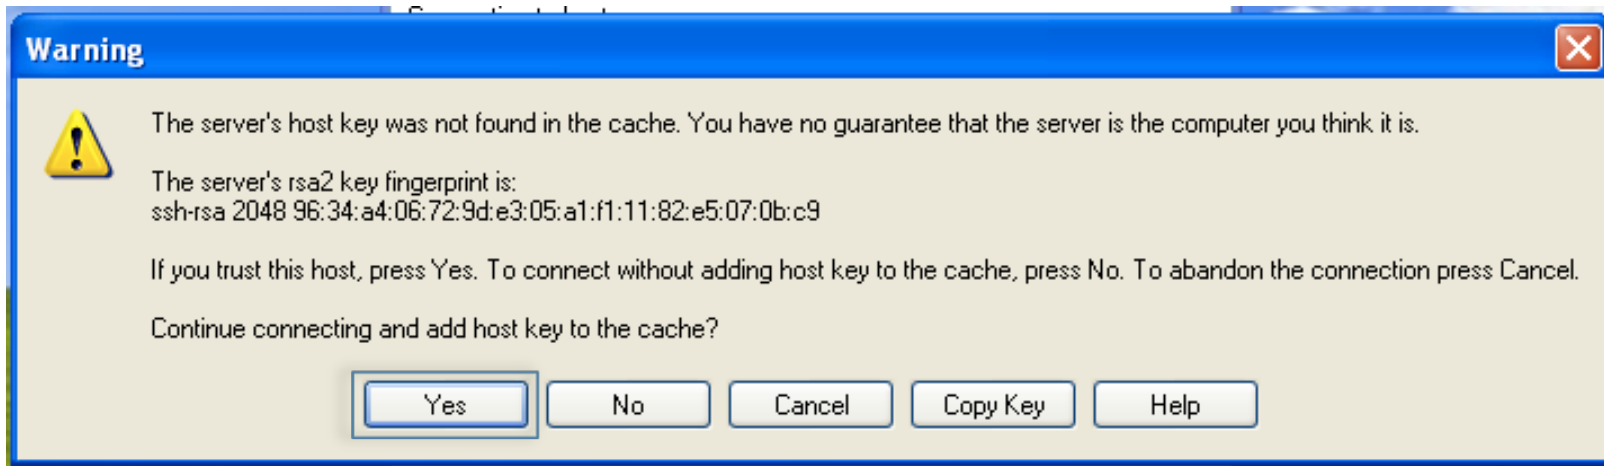 Warning
The server's host key was not found in the cache. You have no guarantee that the server is the computer you think it is.
The server's rsa2 key fingerprint is:
ssh-rsa 2048 96:34:a4:06:72:9d:e3:05:a1:f1:11:82:e5:07:0b:c9
If you trust this host, press Yes. To connect without adding host key to the cache, press No. To abandon the connection press Cancel.
Continue connecting and add host key to the cache?
Yes No Cancel Copy Key Help